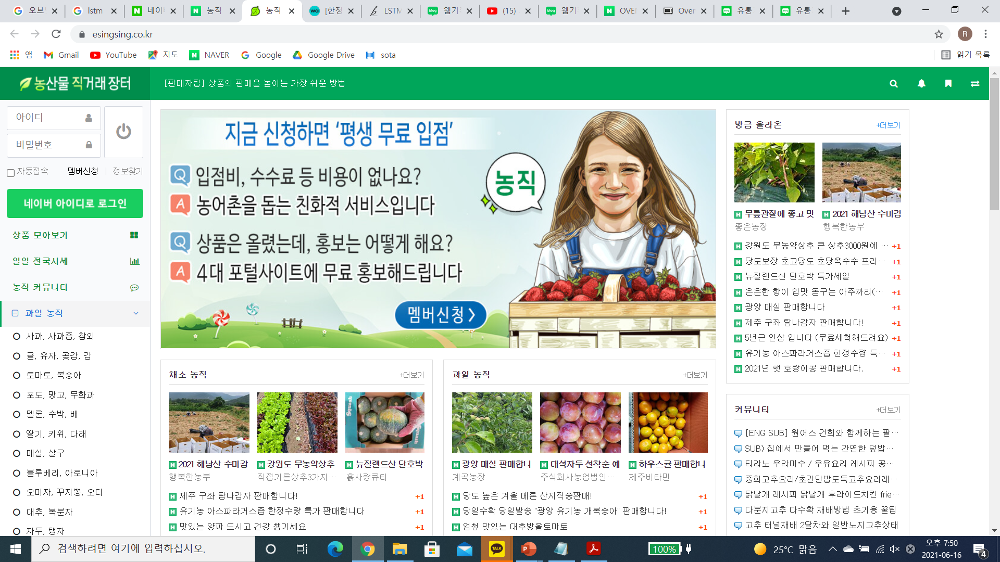 오브
lstm
네이
농직
농직
[한정
LSTM
웹기
(15)
웹기
OVE
Over
유통
유통
esingsing.co.kr
R
앱
Gmail
YouTube
지도
NAVER
Google
Google Drive
sota
읽기 목록
농산물 직거래장터
[판매자팁] 상품의 판매율 높이는 가장 쉬운 방법
아이디
비밀번호
자동접속
멤버신청 | 정보찾기
네이버 아이디로 로그인
상품 모아보기
일일 전국시세
농직 커뮤니티
과일 농직
사과, 사과즙, 참외
귤, 유자, 곶감, 감
토마토, 복숭아
포도, 망고, 무화과
멜론, 수박, 배
딸기, 키위, 다래
매실, 살구
블루베리, 아로니아
오미자, 꾸지뽕, 오디
대추, 복분자
자두, 탱자
지금 신청하면 '평생 무료 입점'
Q 입점비, 수수료 등 비용이 없나요?
A 농어촌을 돕는 친화적 서비스입니다
Q 상품은 올렸는데, 홍보는 어떻게 해요?
A 4대 포털사이트에 무료 홍보해드립니다
농직
멤버신청 >
채소 농직
+더보기
Squash
H 2021 해남산 수미감
행복한농부
H 강원도 무농약상추
직접기른상추3가지…
H 뉴질랜드산 단호박
흙사랑큐티
H 제주 구좌 탐나감자 판매합니다! +1
H 유기농 아스파라거스즙 한정수량 특가 판매합니다 +1
H 맛있는 양파 드시고 건강 챙기세요 +1
과일 농직
+더보기
H 광양 매실 판매합니
계곡농장
H 대석자두 선착순 예
주식회사농업법인…
H 하우스귤 판매합니
제주비타민
H 당도 높은 겨울 메론 산지직송판매! +1
H 당일수확 당일발송 "광양 유기농 개복숭아" 판매합니다! +1
H 엄청 맛있는 대추방울토마토 +1
방금 올라온
+더보기
H 무릎관절에 좋고 맛
좋은농장
H 2021 해남산 수미감
행복한농부
H 강원도 무농약상추 큰 상추3000원에 … +1
H 당도보장 초고당도 초당옥수수 프리… +1
H 뉴질랜드산 단호박 특가세일 +1
H 은은한 향이 입맛 돋구는 아주까리(… +1
H 광양 매실 판매합니다 +1
H 제주 구좌 탐나감자 판매합니다! +1
H 5년근 인삼 입니다 (무료세척해드려요) +1
H 유기농 아스파라거스즙 한정수량 특… +1
H 2021년 햇 호랑이콩 판매합니다. +1
커뮤니티
+더보기
[ENG SUB] 원어스 건희와 함께하는 팥…
SUB) 집에서 만들어 먹는 간편한 덮밥…
티라노 우라미수 / 우유요리 레시피 공…
중화고추요리/초간단밥도둑고추요리레…
닭날개 레시피 닭날개 후라이드치킨 frie…
다분지고추 다수확 재배방법 초기용 꿀팁
고추 터널재배 2달차와 일반노지고추상태
검색하려면 여기에 입력하십시오.
TALK
100%
25°C 맑음
오후 7:50
2021-06-16
4